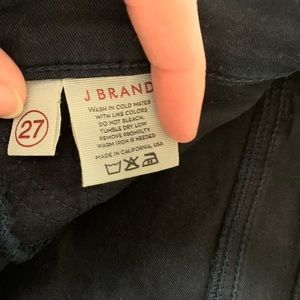 27
J BRAND
WASH IN COLD WATER
WITH LIKE COLORS
DO NOT BLEACH.
TUMBLE DRY LOW
REMOVE PROMPTLY
WARM IRON IS NEEDED
MADE IN CALIFORNIA, USA